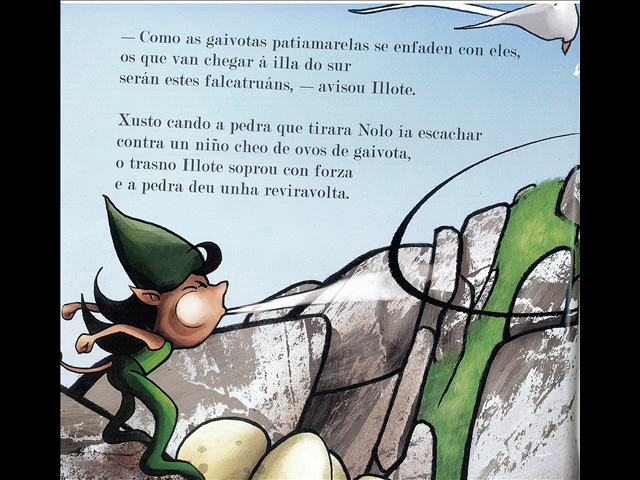 — Como as gaivotas patiamarelas se enfaden con eles,
os que van chegar á illa do sur
serán estes falcatruáns, — avisou Illote.
Xusto cando a pedra que tirara Nolo ía escachar
contra un niño cheo de ovos de gaivota,
o trasno Illote soprou con forza
e a pedra deu unha reviravolta.